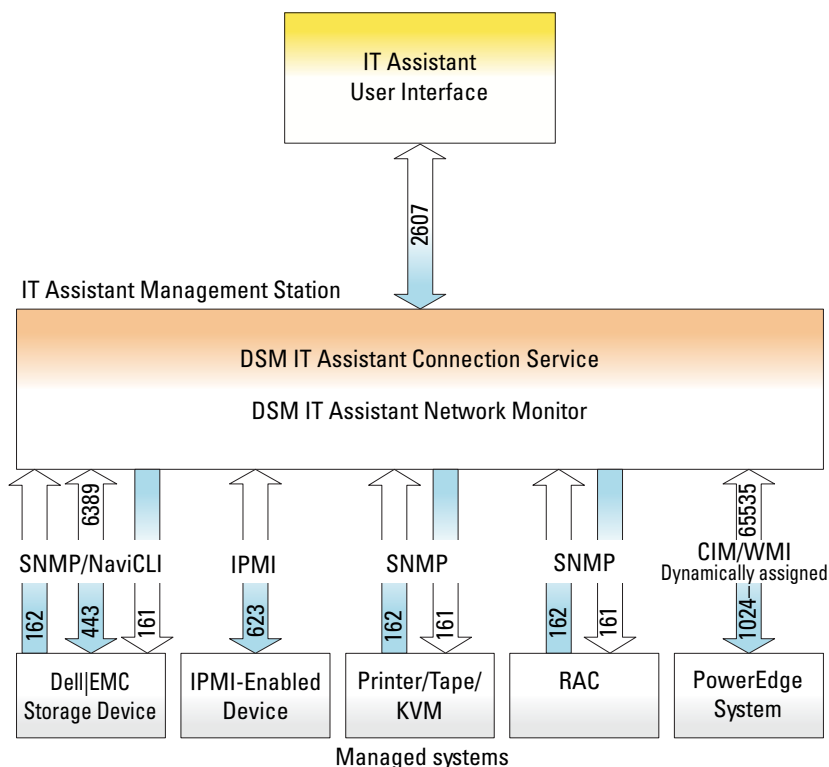 IT Assistant
User Interface
2607
IT Assistant Management Station
DSM IT Assistant Connection Service
DSM IT Assistant Network Monitor
6389
65535
SNMP/NaviCLI
IPMI
SNMP
SNMP
CIM/WMI
Dynamically assigned
162
443
161
623
162
161
162
161
1024–
Dell|EMC
Storage Device
IPMI-Enabled
Device
Printer/Tape/
KVM
RAC
PowerEdge
System
Managed systems